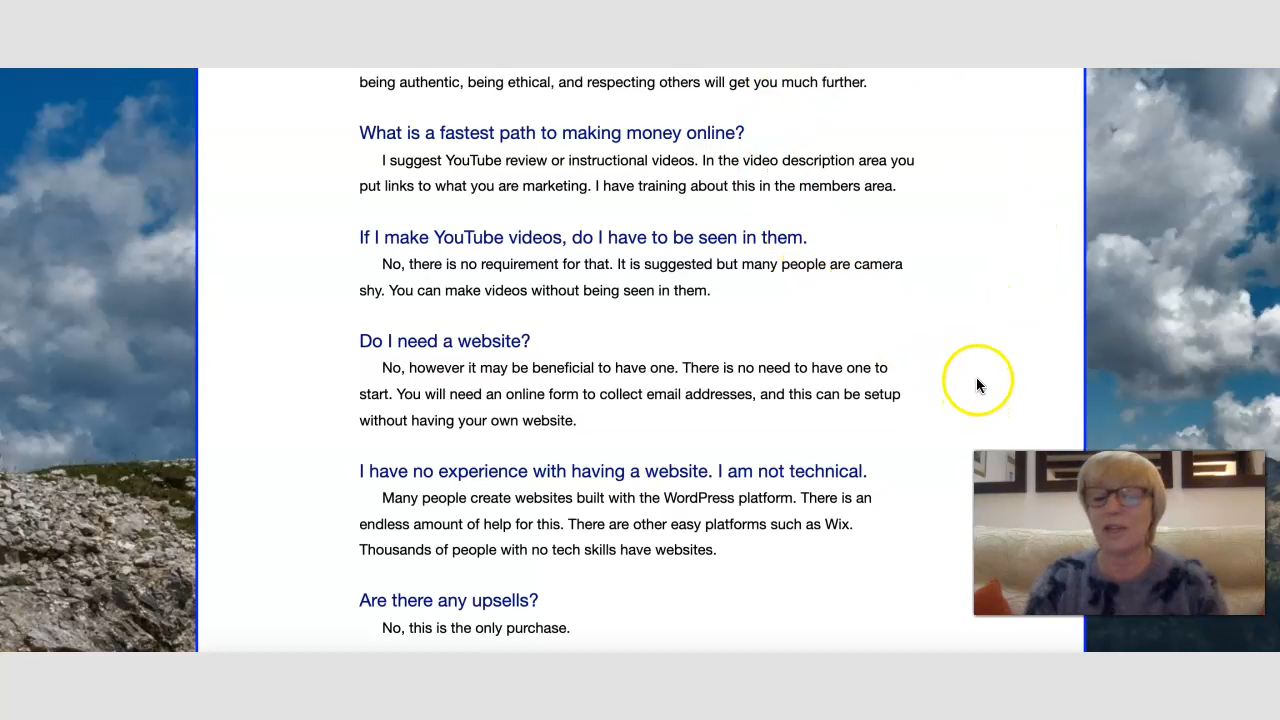 being authentic, being ethical, and respecting others will get you much further.
What is a fastest path to making money online?
I suggest YouTube review or instructional videos. In the video description area you
put links to what you are marketing. I have training about this in the members area.
If I make YouTube videos, do I have to be seen in them.
No, there is no requirement for that. It is suggested but many people are camera
shy. You can make videos without being seen in them.
Do I need a website?
No, however it may be beneficial to have one. There is no need to have one to
start. You will need an online form to collect email addresses, and this can be setup
without having your own website.
I have no experience with having a website. I am not technical.
Many people create websites built with the WordPress platform. There is an
endless amount of help for this. There are other easy platforms such as Wix.
Thousands of people with no tech skills have websites.
Are there any upsells?
No, this is the only purchase.